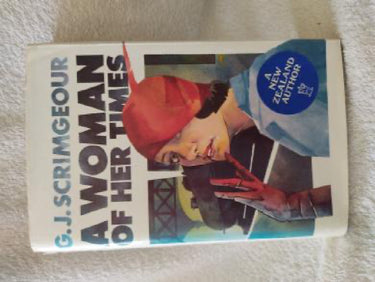 G.J. SCRIMGEOUR
A WOMAN
OF HER TIMES
A
NEW
ZEALAND
AUTHOR